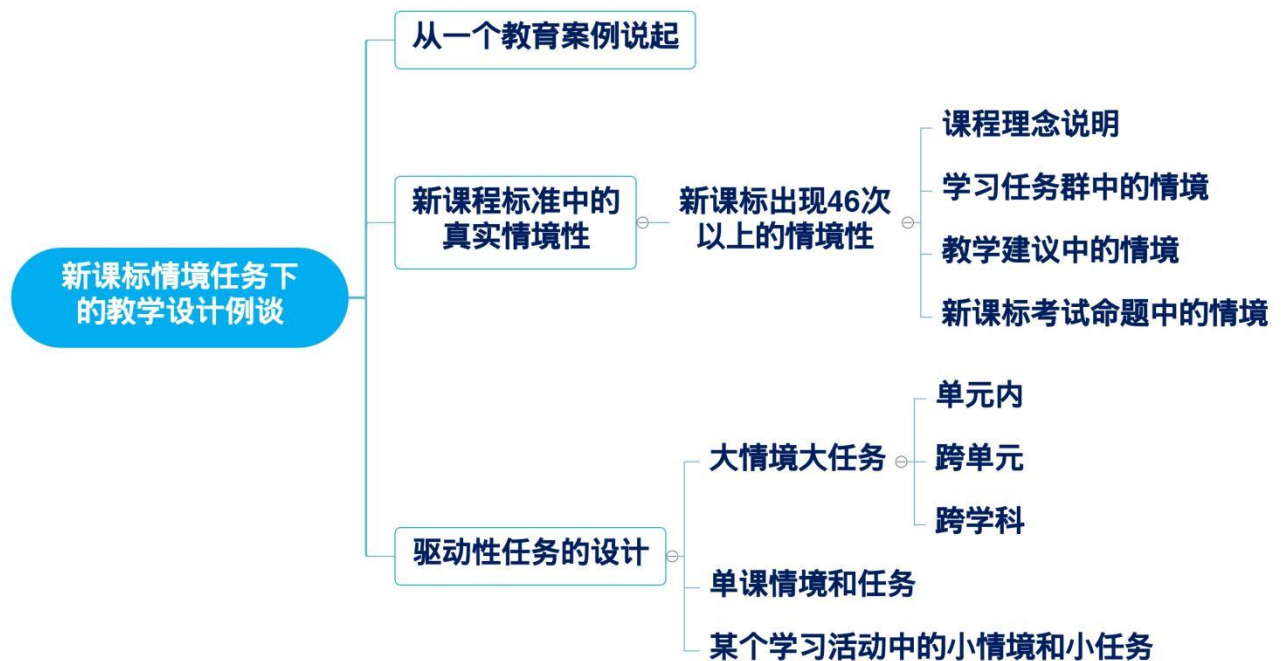 从一个教育案例说起
课程理念说明
新课程标准中的
真实情境性
新课标出现46次
以上的情境性
学习任务群中的情境
教学建议中的情境
新课标考试命题中的情境
新课标情境任务下
的教学设计例谈
单元内
大情境大任务
跨单元
跨学科
驱动性任务的设计
单课情境和任务
某个学习活动中的小情境和小任务